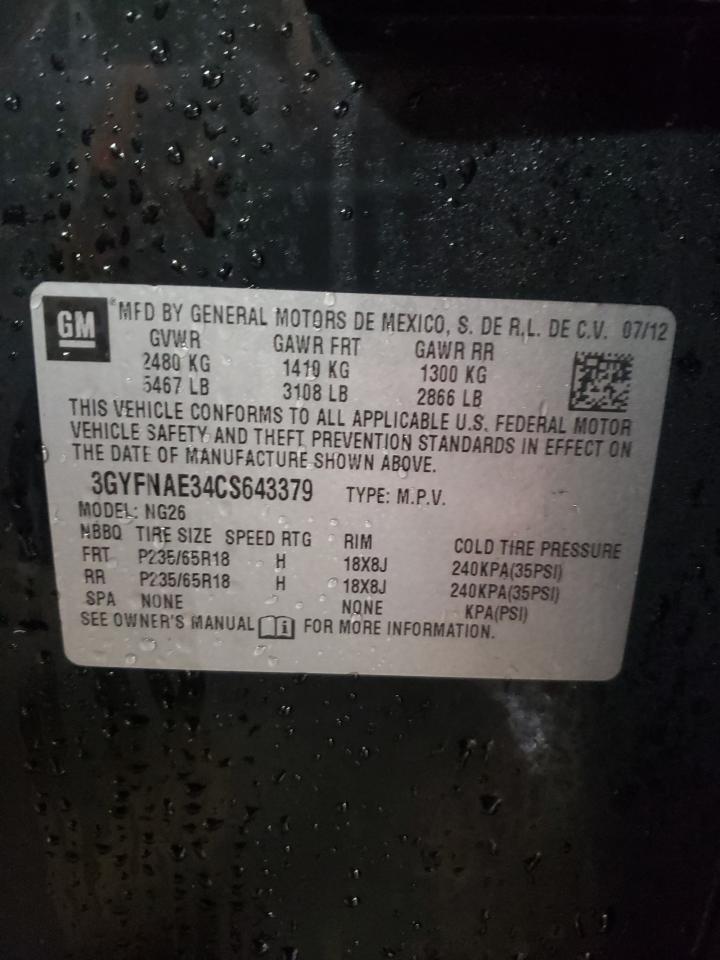 GM
®MFD BY GENERAL MOTORS DE MEXICO, S. DE R.L. DE C.V. 07/12
GVWR GAWR FRT GAWR RR
2480 KG 1410 KG 1300 KG
5467 LB 3108 LB 2866 LB
THIS VEHICLE CONFORMS TO ALL APPLICABLE U.S. FEDERAL MOTOR
VEHICLE SAFETY AND THEFT PREVENTION STANDARDS IN EFFECT ON
THE DATE OF MANUFACTURE SHOWN ABOVE.
3GYFNAE34CS643379 TYPE: M.P.V.
MODEL: NG26
NBBQ TIRE SIZE SPEED RTG RIM COLD TIRE PRESSURE
FRT P235/65R18 H 18X8J 240KPA(35PSI)
RR P235/65R18 H 18X8J 240KPA(35PSI)
SPA NONE NONE KPA(PSI)
SEE OWNER'S MANUAL FOR MORE INFORMATION.